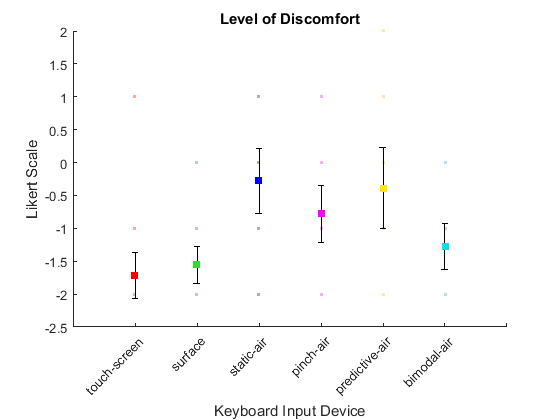 Level of Discomfort
2
1.5
1
0.5
0
-0.5
-1
-1.5
-2
-2.5
Likert Scale
touch-screen
surface
static-air
pinch-air
predictive-air
bimodal-air
Keyboard Input Device